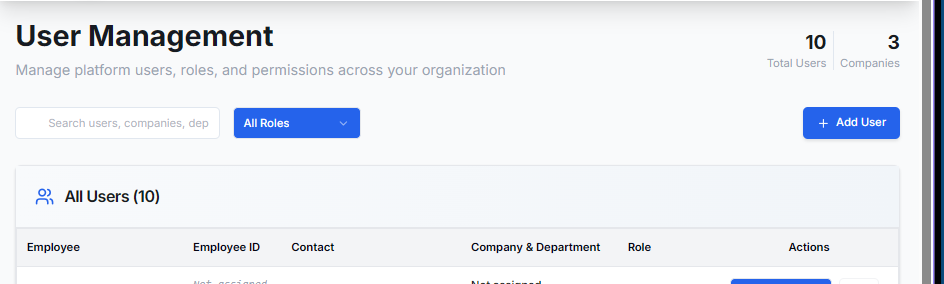 User Management
Manage platform users, roles, and permissions across your organization
10
Total Users
3
Companies
Search users, companies, dep
All Roles
+ Add User
All Users (10)
Employee Employee ID Contact Company & Department Role Actions
Not assigned Not assigned